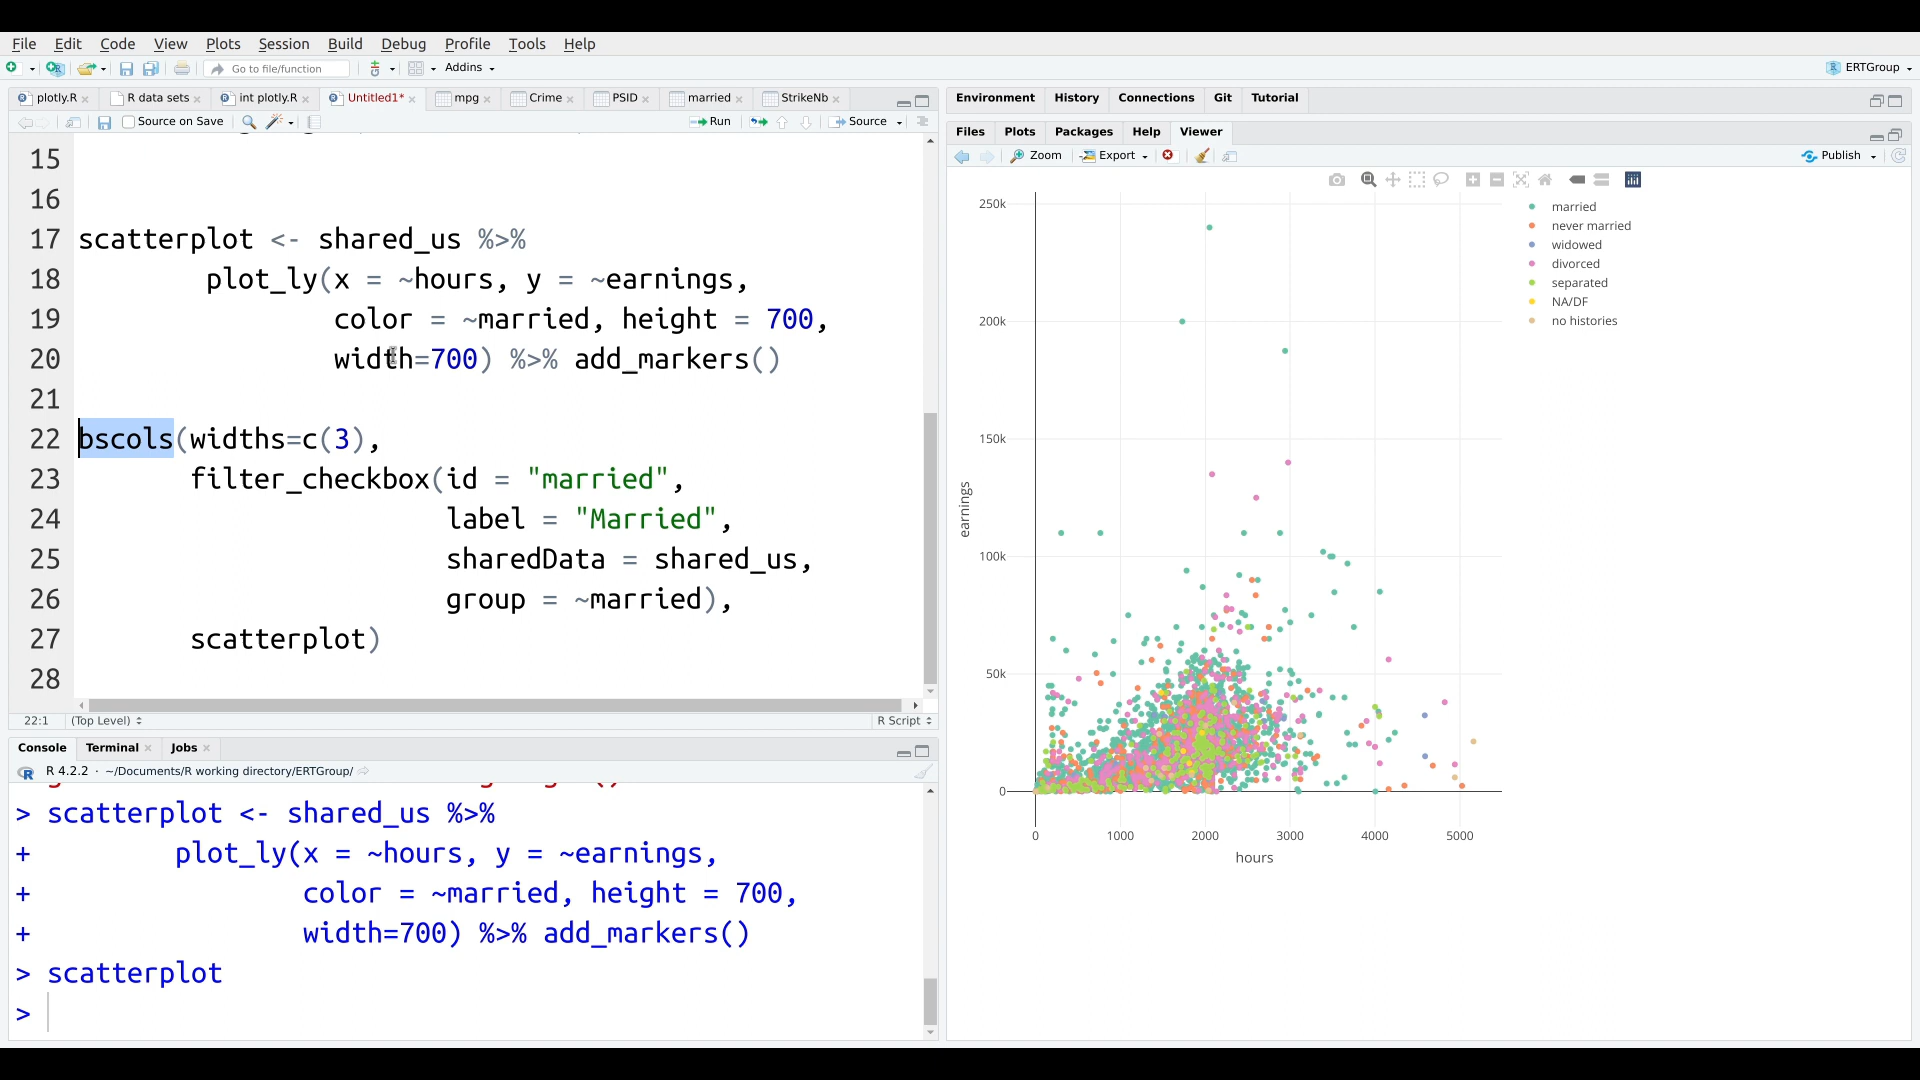 File Edit Code View Plots Session Build Debug Profile Tools Help
Go to file/function Addins ERTGroup
plotly.R R data sets int plotly.R Untitled1* mpg Crime PSID married StrikeNb
Source on Save Run Source
15
16
17 scatterplot <- shared_us %>%
18 plot_ly(x = ~hours, y = ~earnings,
19 color = ~married, height = 700,
20 width=700) %>% add_markers()
21
22 bscols(widths=c(3),
23 filter_checkbox(id = "married",
24 label = "Married",
25 sharedData = shared_us,
26 group = ~married),
27 scatterplot)
28
22:1 (Top Level) R Script
Console Terminal Jobs
R 4.2.2 · ~/Documents/R working directory/ERTGroup/
> scatterplot <- shared_us %>%
+ plot_ly(x = ~hours, y = ~earnings,
+ color = ~married, height = 700,
+ width=700) %>% add_markers()
> scatterplot
>
Environment History Connections Git Tutorial
Files Plots Packages Help Viewer
Zoom Export Publish
250k
200k
150k
100k
50k
0
earnings
0 1000 2000 3000 4000 5000
hours
married
never married
widowed
divorced
separated
NA/DF
no histories